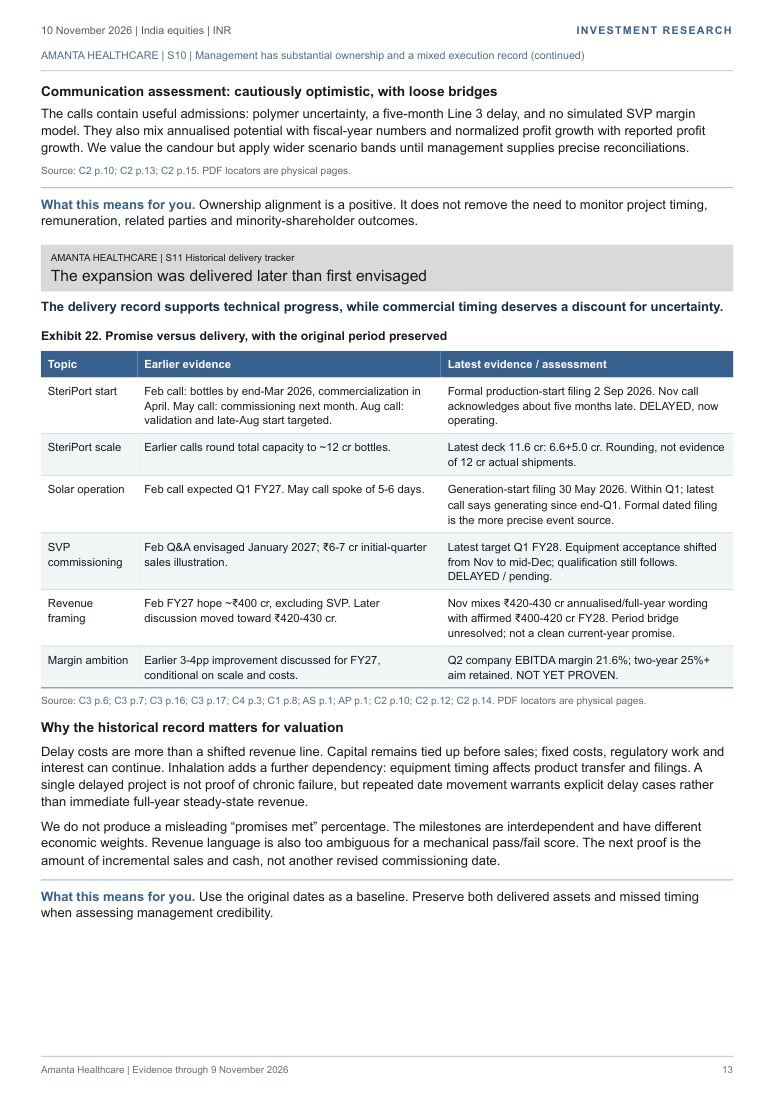 10 November 2026 | India equities | INR
INVESTMENT RESEARCH
AMANTA HEALTHCARE | S10 | Management has substantial ownership and a mixed execution record (continued)
Communication assessment: cautiously optimistic, with loose bridges
The calls contain useful admissions: polymer uncertainty, a five-month Line 3 delay, and no simulated SVP margin
model. They also mix annualised potential with fiscal-year numbers and normalized profit growth with reported profit
growth. We value the candour but apply wider scenario bands until management supplies precise reconciliations.
Source: C2 p.10; C2 p.13; C2 p.15. PDF locators are physical pages.
What this means for you. Ownership alignment is a positive. It does not remove the need to monitor project timing,
remuneration, related parties and minority-shareholder outcomes.
AMANTA HEALTHCARE | S11 Historical delivery tracker
The expansion was delivered later than first envisaged
The delivery record supports technical progress, while commercial timing deserves a discount for uncertainty.
Exhibit 22. Promise versus delivery, with the original period preserved
Topic
Earlier evidence
Latest evidence / assessment
SteriPort start
Feb call: bottles by end-Mar 2026, commercialization in
April. May call: commissioning next month. Aug call:
validation and late-Aug start targeted.
Formal production-start filing 2 Sep 2026. Nov call
acknowledges about five months late. DELAYED, now
operating.
SteriPort scale
Earlier calls round total capacity to ~12 cr bottles.
Latest deck 11.6 cr: 6.6+5.0 cr. Rounding, not evidence
of 12 cr actual shipments.
Solar operation
Feb call expected Q1 FY27. May call spoke of 5-6 days.
Generation-start filing 30 May 2026. Within Q1; latest
call says generating since end-Q1. Formal dated filing
is the more precise event source.
SVP
commissioning
Feb Q&A envisaged January 2027; ₹6-7 cr initial-quarter
sales illustration.
Latest target Q1 FY28. Equipment acceptance shifted
from Nov to mid-Dec; qualification still follows.
DELAYED / pending.
Revenue
framing
Feb FY27 hope ~₹400 cr, excluding SVP. Later
discussion moved toward ₹420-430 cr.
Nov mixes ₹420-430 cr annualised/full-year wording
with affirmed ₹400-420 cr FY28. Period bridge
unresolved; not a clean current-year promise.
Margin ambition
Earlier 3-4pp improvement discussed for FY27,
conditional on scale and costs.
Q2 company EBITDA margin 21.6%; two-year 25%+
aim retained. NOT YET PROVEN.
Source: C3 p.6; C3 p.7; C3 p.16; C3 p.17; C4 p.3; C1 p.8; AS p.1; AP p.1; C2 p.10; C2 p.12; C2 p.14. PDF locators are physical pages.
Why the historical record matters for valuation
Delay costs are more than a shifted revenue line. Capital remains tied up before sales; fixed costs, regulatory work and
interest can continue. Inhalation adds a further dependency: equipment timing affects product transfer and filings. A
single delayed project is not proof of chronic failure, but repeated date movement warrants explicit delay cases rather
than immediate full-year steady-state revenue.
We do not produce a misleading “promises met” percentage. The milestones are interdependent and have different
economic weights. Revenue language is also too ambiguous for a mechanical pass/fail score. The next proof is the
amount of incremental sales and cash, not another revised commissioning date.
What this means for you. Use the original dates as a baseline. Preserve both delivered assets and missed timing
when assessing management credibility.
Amanta Healthcare | Evidence through 9 November 2026
13